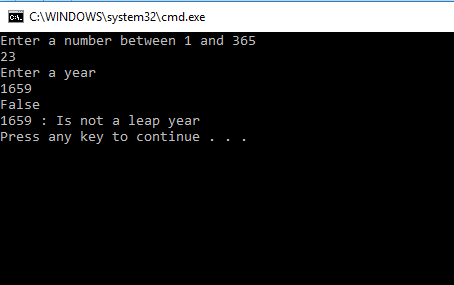 C:\WINDOWS\system32\cmd.exe
Enter a number between 1 and 365
23
Enter a year
1659
False
1659 : Is not a leap year
Press any key to continue . . .